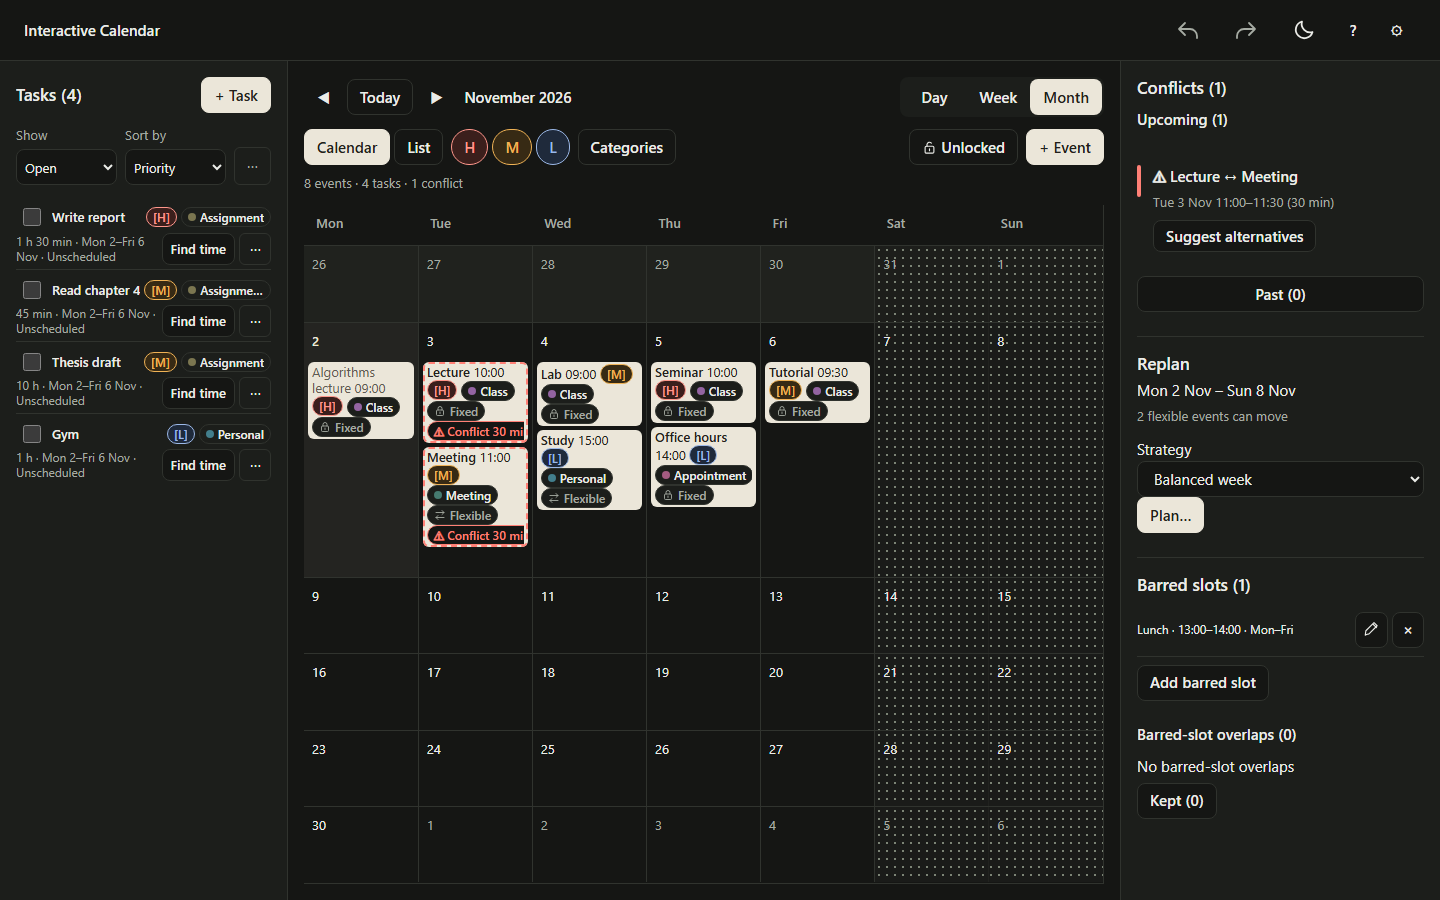 Interactive Calendar
?
Tasks (4)
+ Task
Show
Sort by
Open
Priority
...
Write report [H] Assignment
1 h 30 min · Mon 2–Fri 6 Nov · Unscheduled
Find time
...
Read chapter 4 [M] Assignme...
45 min · Mon 2–Fri 6 Nov · Unscheduled
Find time
...
Thesis draft [M] Assignment
10 h · Mon 2–Fri 6 Nov · Unscheduled
Find time
...
Gym [L] Personal
1 h · Mon 2–Fri 6 Nov · Unscheduled
Find time
...
◀ Today ▶ November 2026
Day Week Month
Calendar List H M L Categories
Unlocked + Event
8 events · 4 tasks · 1 conflict
Mon Tue Wed Thu Fri Sat Sun
26 27 28 29 30 31 1
2 3 4 5 6 7 8
Algorithms lecture 09:00
[H] Class
Fixed
Lecture 10:00
[H] Class
Fixed
Conflict 30 mi
Meeting 11:00
[M]
Meeting
Flexible
Conflict 30 mi
Lab 09:00 [M]
Class
Fixed
Study 15:00
[L]
Personal
Flexible
Seminar 10:00
[H] Class
Fixed
Office hours
14:00 [L]
Appointment
Fixed
Tutorial 09:30
[M] Class
Fixed
9 10 11 12 13 14 15
16 17 18 19 20 21 22
23 24 25 26 27 28 29
30 1 2 3 4 5 6
Conflicts (1)
Upcoming (1)
Lecture ↔ Meeting
Tue 3 Nov 11:00–11:30 (30 min)
Suggest alternatives
Past (0)
Replan
Mon 2 Nov – Sun 8 Nov
2 flexible events can move
Strategy
Balanced week
Plan...
Barred slots (1)
Lunch · 13:00–14:00 · Mon–Fri
×
Add barred slot
Barred-slot overlaps (0)
No barred-slot overlaps
Kept (0)